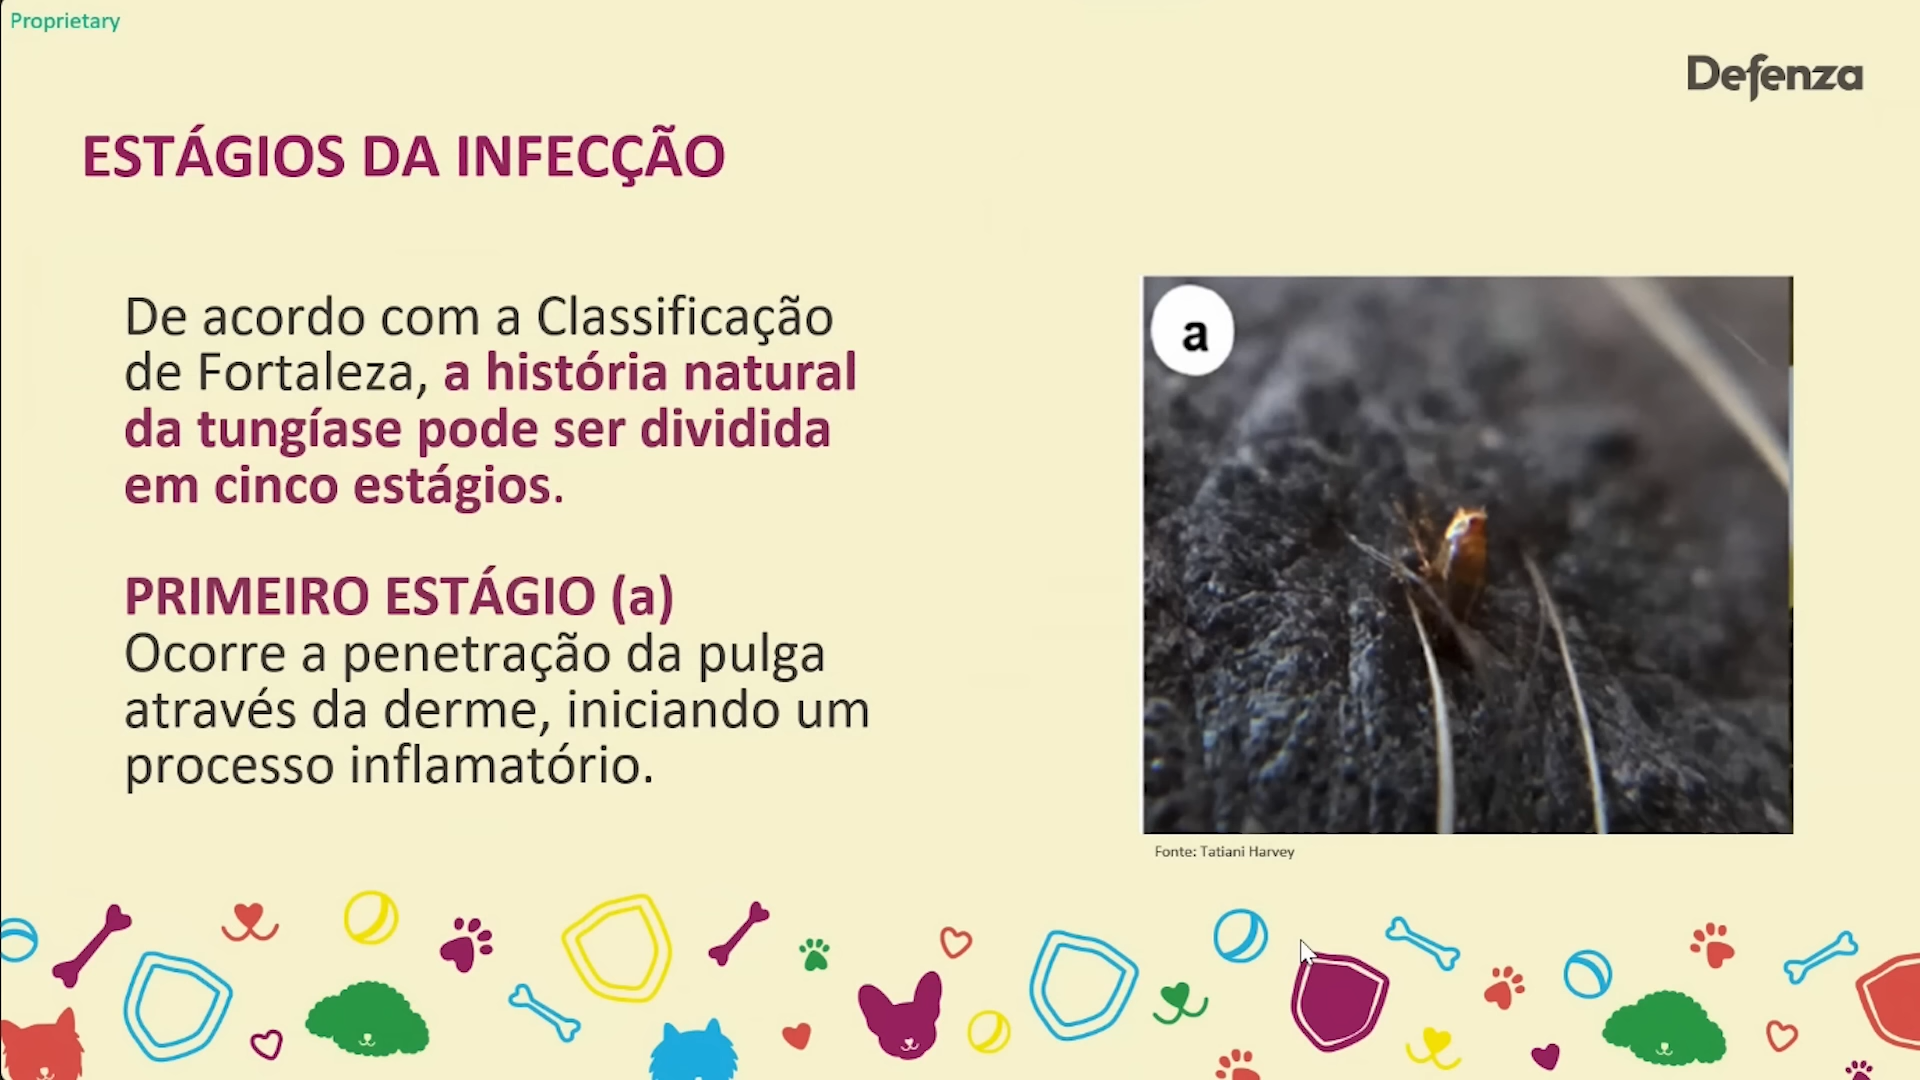 Proprietary
Defenza
ESTÁGIOS DA INFECÇÃO
De acordo com a Classificação
de Fortaleza, a história natural
da tungíase pode ser dividida
em cinco estágios.
PRIMEIRO ESTÁGIO (a)
Ocorre a penetração da pulga
através da derme, iniciando um
processo inflamatório.
a
Fonte: Tatiani Harvey